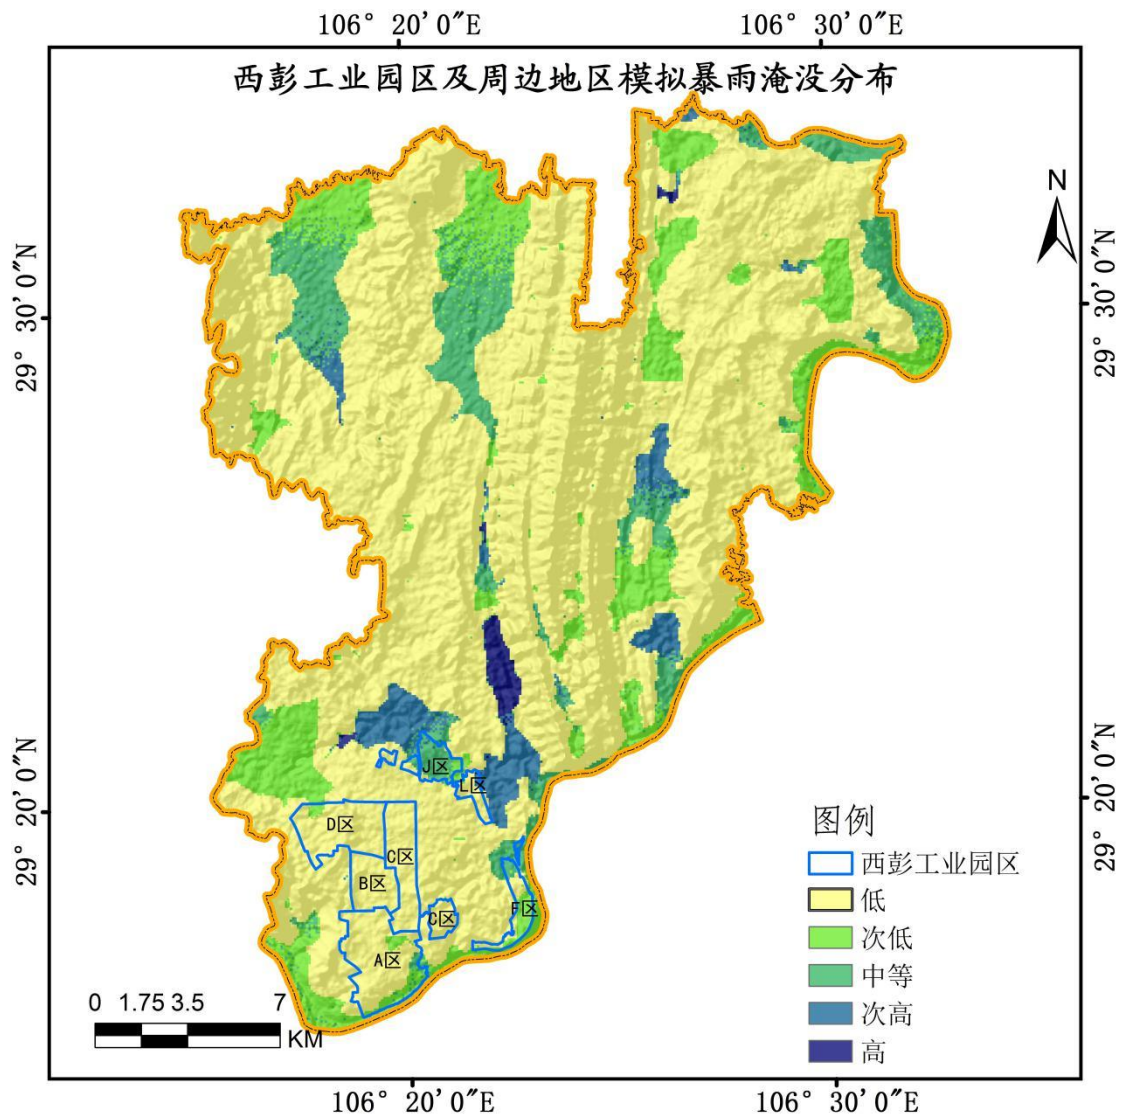 106° 20′ 0″E 106° 30′ 0″E
西彭工业园区及周边地区模拟暴雨淹没分布
N
29° 30′ 0″N
29° 30′ 0″N
29° 20′ 0″N
29° 20′ 0″N
J区
L区
D区
C区
B区
C区
F区
A区
图例
西彭工业园区
低
次低
中等
次高
高
0 1.75 3.5 7
KM
106° 20′ 0″E 106° 30′ 0″E